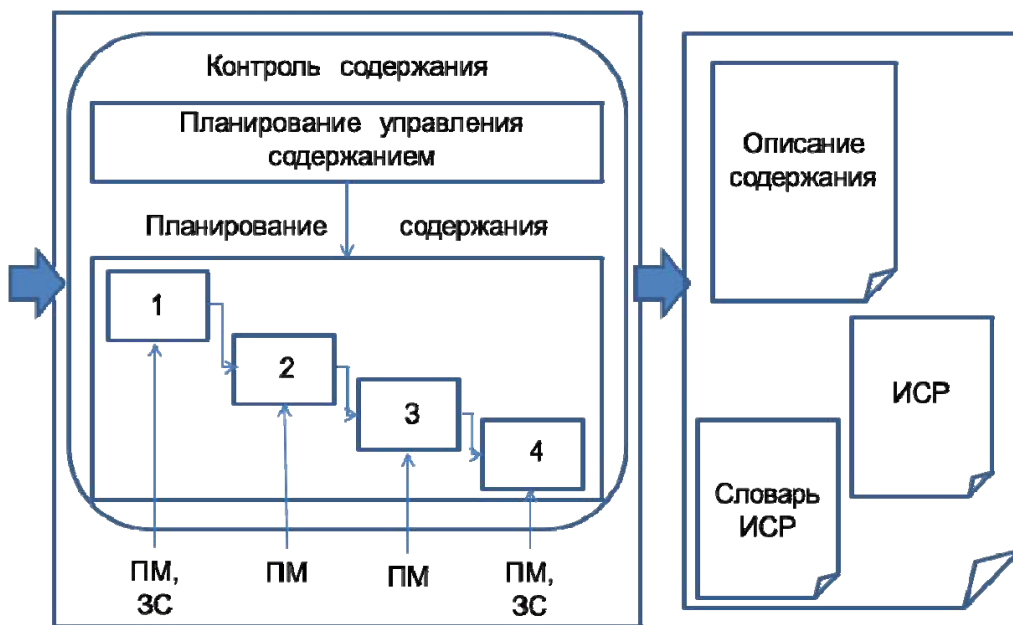 Контроль содержания
Планирование управления
содержанием
Планирование содержания
1
2
3
4
ПМ,
ЗС
ПМ
ПМ
ПМ,
ЗС
Описание
содержания
ИСР
Словарь
ИСР